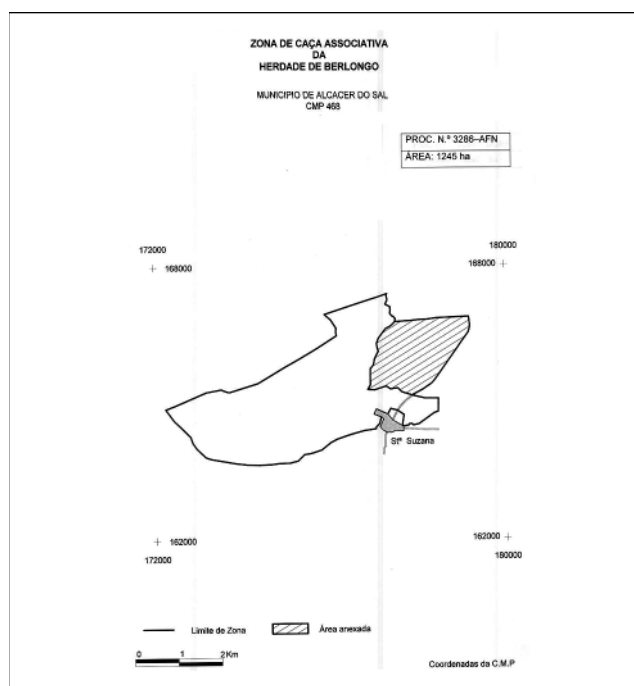 ZONA DE CAÇA ASSOCIATIVA
DA
HERDADE DE BERLONGO
MUNICIPIO DE ALCACER DO SAL
CMP 468
PROC. N.º 3286–AFN
ÁREA: 1245 ha
172000
168000
180000
168000
Stª Suzana
162000
172000
162000
180000
Limite de Zona
Área anexada
0 1 2 Km
Coordenadas da C.M.P